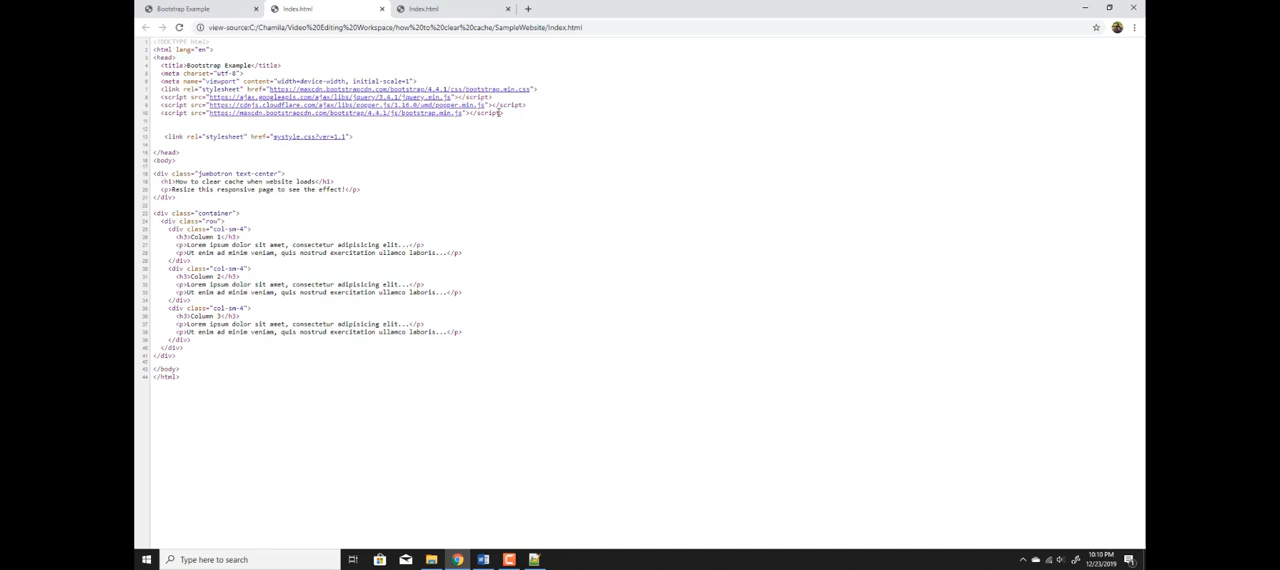 Bootstrap Example
Index.html
Index.html
view-source:C:/Chamila/Video%20Editing%20Workspace/how%20to%20clear%20cache/SampleWebsite/Index.html
<!DOCTYPE html>
<html lang="en">
<head>
<title>Bootstrap Example</title>
<meta charset="utf-8">
<meta name="viewport" content="width=device-width, initial-scale=1">
<link rel="stylesheet" href="https://maxcdn.bootstrapcdn.com/bootstrap/4.4.1/css/bootstrap.min.css">
<script src="https://ajax.googleapis.com/ajax/libs/jquery/3.4.1/jquery.min.js"></script>
<script src="https://cdnjs.cloudflare.com/ajax/libs/popper.js/1.16.0/umd/popper.min.js"></script>
<script src="https://maxcdn.bootstrapcdn.com/bootstrap/4.4.1/js/bootstrap.min.js"></script>
<link rel="stylesheet" href="mystyle.css?ver=1.1">
</head>
<body>
<div class="jumbotron text-center">
<h1>How to clear cache when website loads</h1>
<p>Resize this responsive page to see the effect!</p>
</div>
<div class="container">
<div class="row">
<div class="col-sm-4">
<h3>Column 1</h3>
<p>Lorem ipsum dolor sit amet, consectetur adipisicing elit...</p>
<p>Ut enim ad minim veniam, quis nostrud exercitation ullamco laboris...</p>
</div>
<div class="col-sm-4">
<h3>Column 2</h3>
<p>Lorem ipsum dolor sit amet, consectetur adipisicing elit...</p>
<p>Ut enim ad minim veniam, quis nostrud exercitation ullamco laboris...</p>
</div>
<div class="col-sm-4">
<h3>Column 3</h3>
<p>Lorem ipsum dolor sit amet, consectetur adipisicing elit...</p>
<p>Ut enim ad minim veniam, quis nostrud exercitation ullamco laboris...</p>
</div>
</div>
</div>
</body>
</html>
Type here to search
10:10 PM
12/23/2019